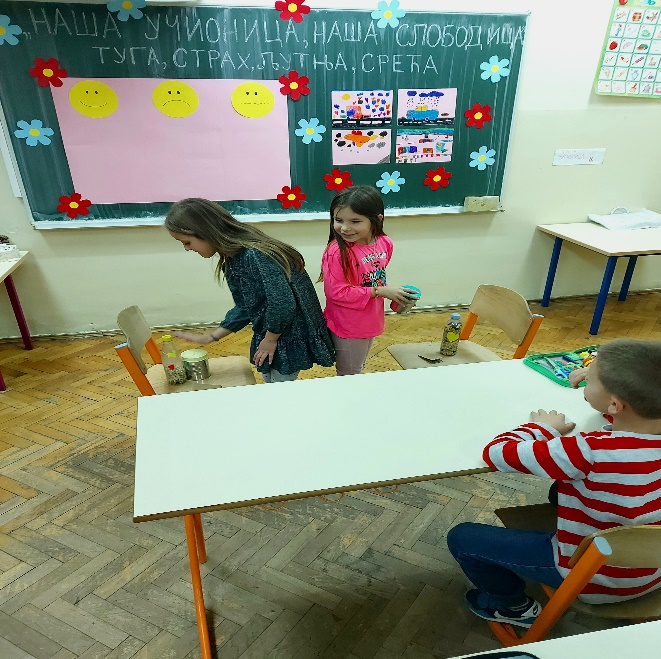 „НАША УЧИОНИЦА, НАША СЛОБОДИЦА"
ТУГА, СТРАХ, ЉУТЊА, СРЕЋА